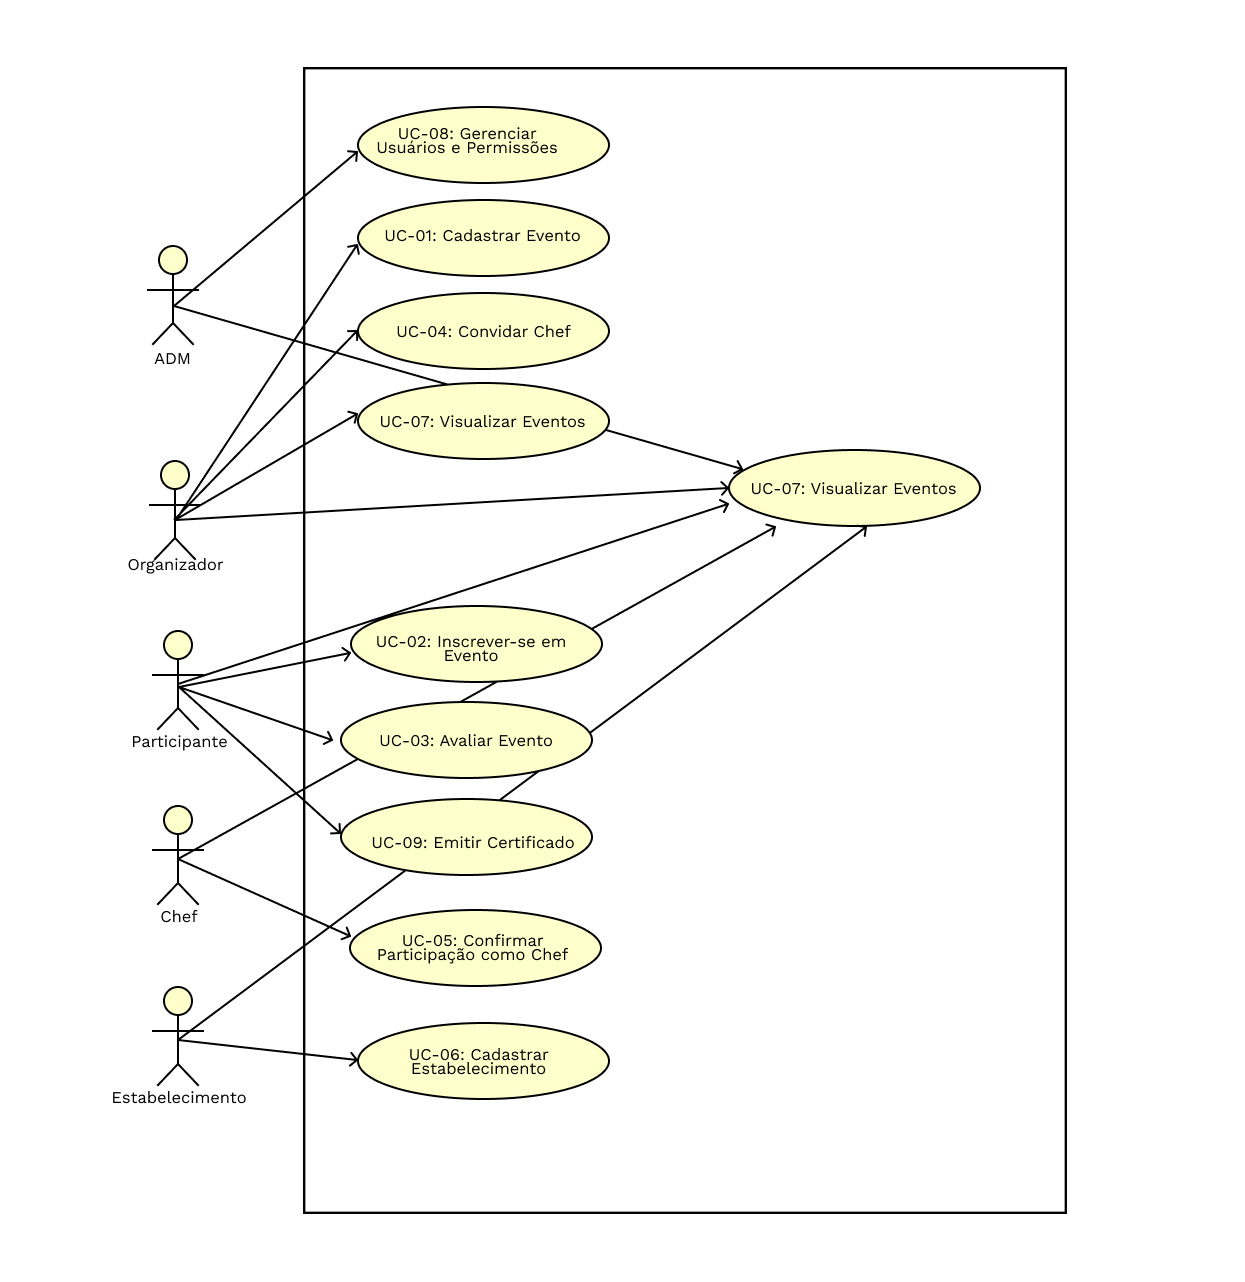 UC-08: Gerenciar
Usuários e Permissões
UC-01: Cadastrar Evento
UC-04: Convidar Chef
ADM
UC-07: Visualizar Eventos
UC-07: Visualizar Eventos
Organizador
UC-02: Inscrever-se em
Evento
Participante
UC-03: Avaliar Evento
UC-09: Emitir Certificado
Chef
UC-05: Confirmar
Participação como Chef
UC-06: Cadastrar
Estabelecimento
Estabelecimento